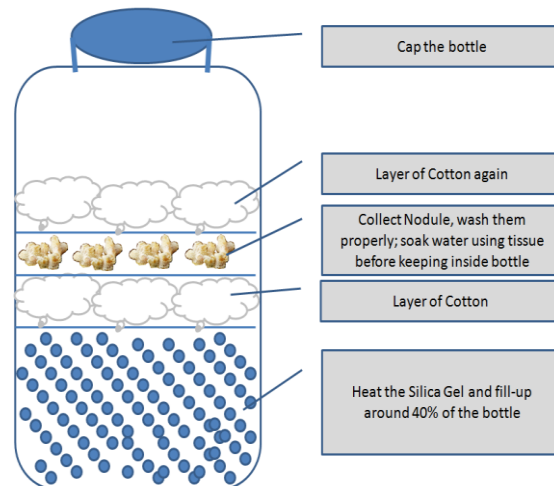 Cap the bottle
Layer of Cotton again
Collect Nodule, wash them
properly; soak water using tissue
before keeping inside bottle
Layer of Cotton
Heat the Silica Gel and fill-up
around 40% of the bottle